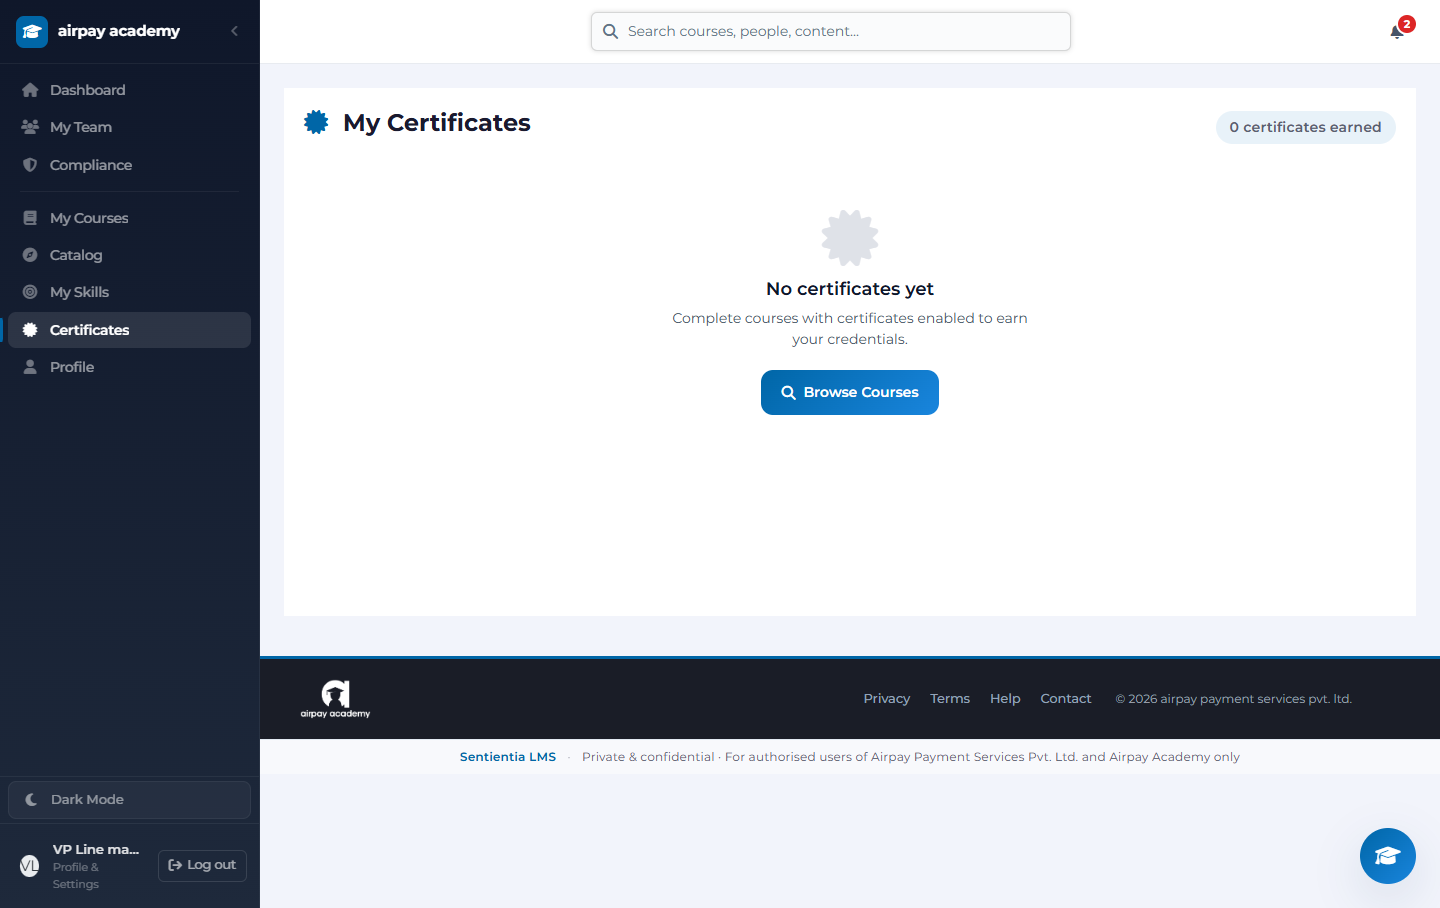 airpay academy
Search courses, people, content...
2
Dashboard
My Team
Compliance
My Courses
Catalog
My Skills
Certificates
Profile
My Certificates
0 certificates earned
No certificates yet
Complete courses with certificates enabled to earn
your credentials.
Browse Courses
airpay academy
Privacy
Terms
Help
Contact
© 2026 airpay payment services pvt. ltd.
Sentientia LMS · Private & confidential · For authorised users of Airpay Payment Services Pvt. Ltd. and Airpay Academy only
Dark Mode
VL
VP Line ma...
Profile &
Settings
Log out